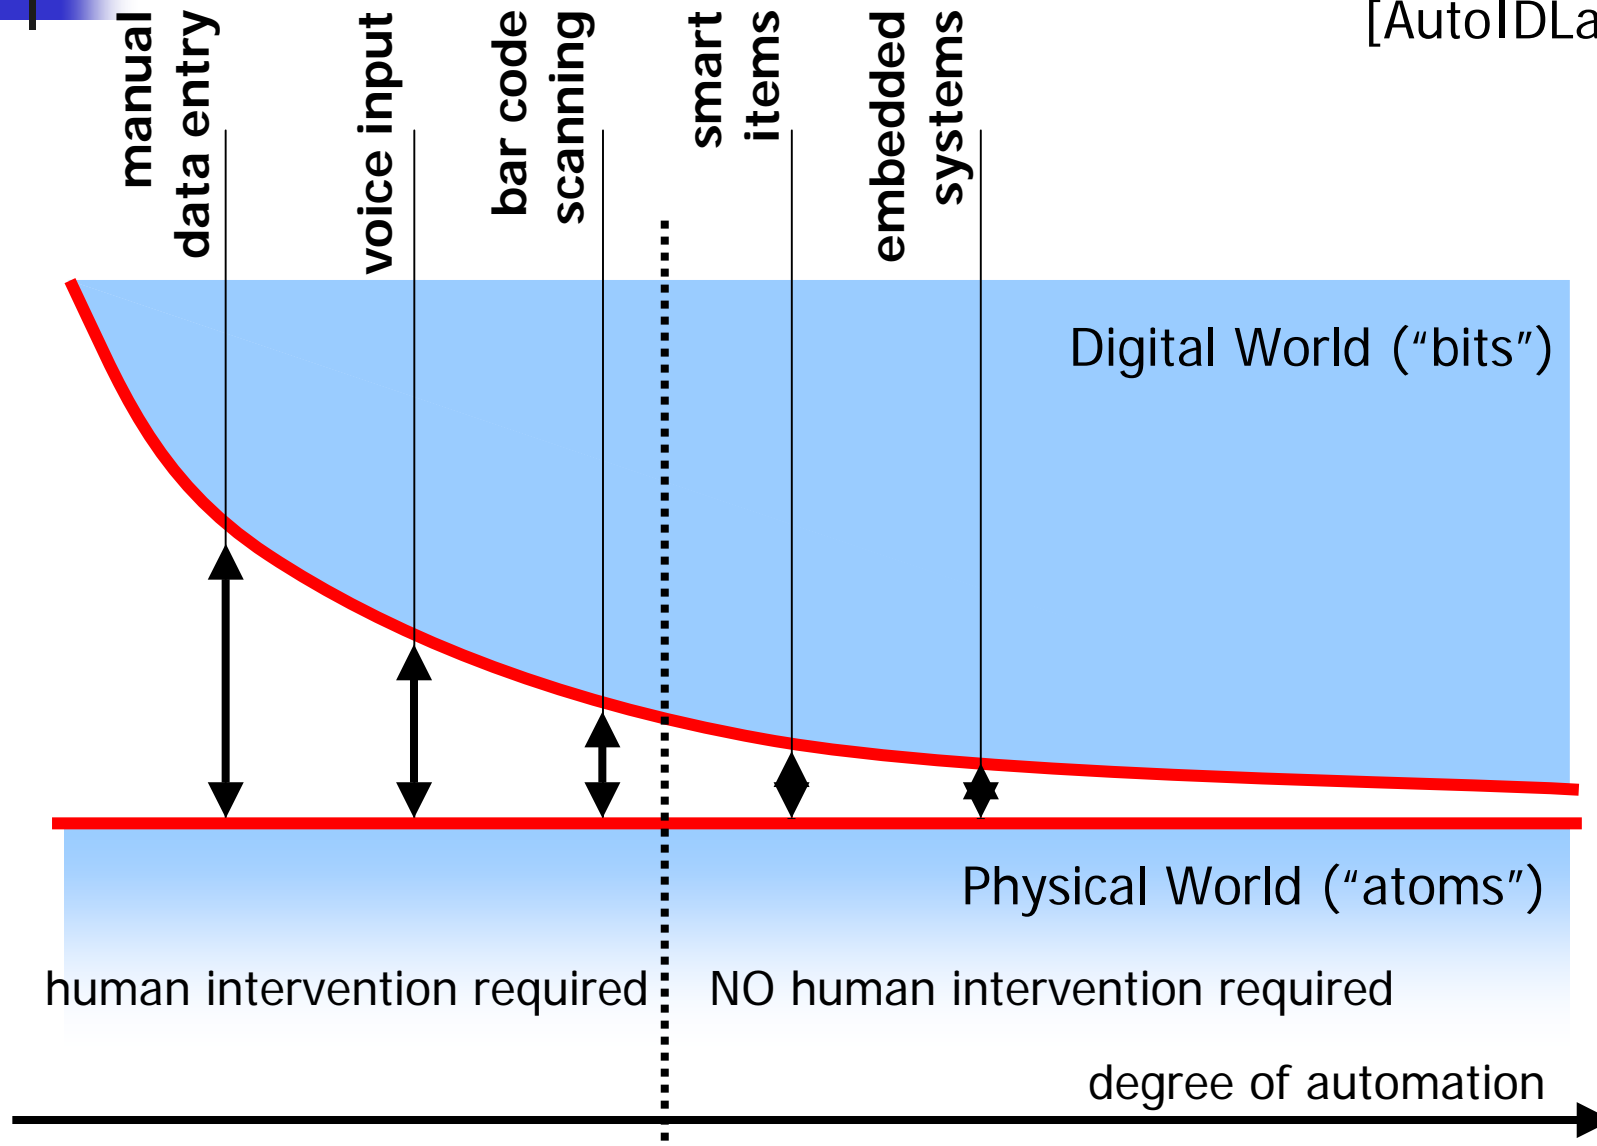 [AutoIDLa
manual
data entry
voice input
bar code
scanning
smart
items
embedded
systems
Digital World (“bits”)
Physical World (“atoms”)
human intervention required
NO human intervention required
degree of automation